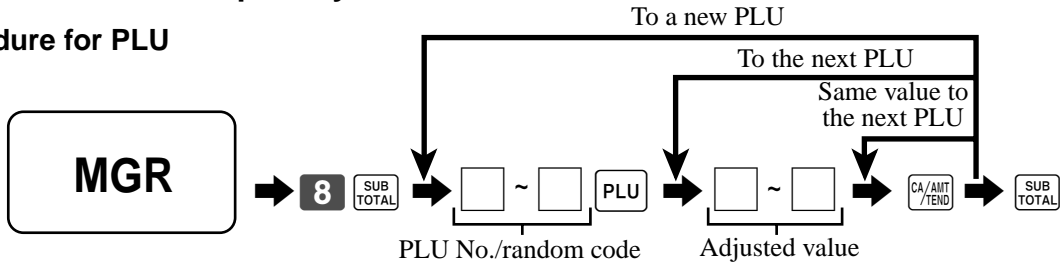 dure for PLU
To a new PLU
To the next PLU
Same value to
the next PLU
MGR
8
SUB
TOTAL
~
PLU
~
CA/AMT
/TEND
SUB
TOTAL
PLU No./random code
Adjusted value